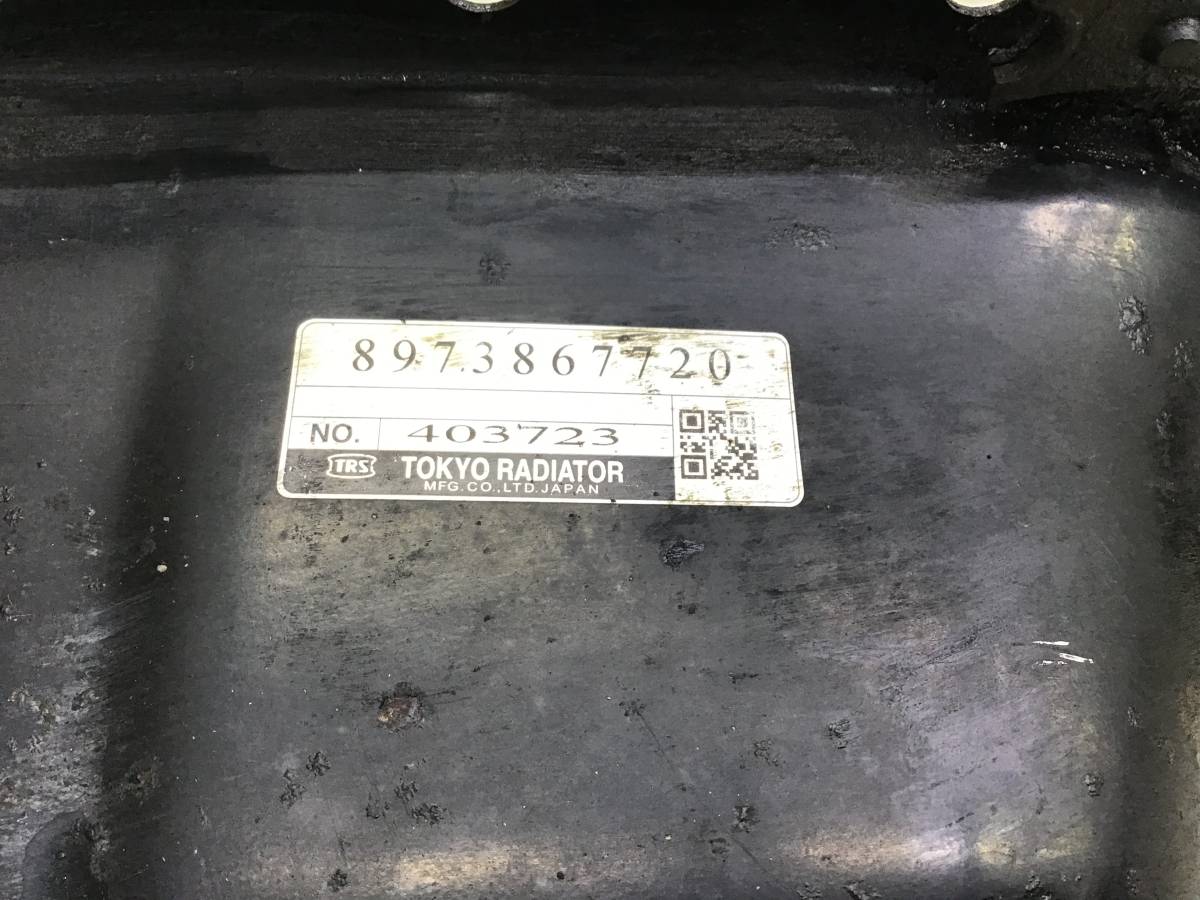 8973867720
NO. 403723
TRS TOKYO RADIATOR
MFG.CO.,LTD.JAPAN